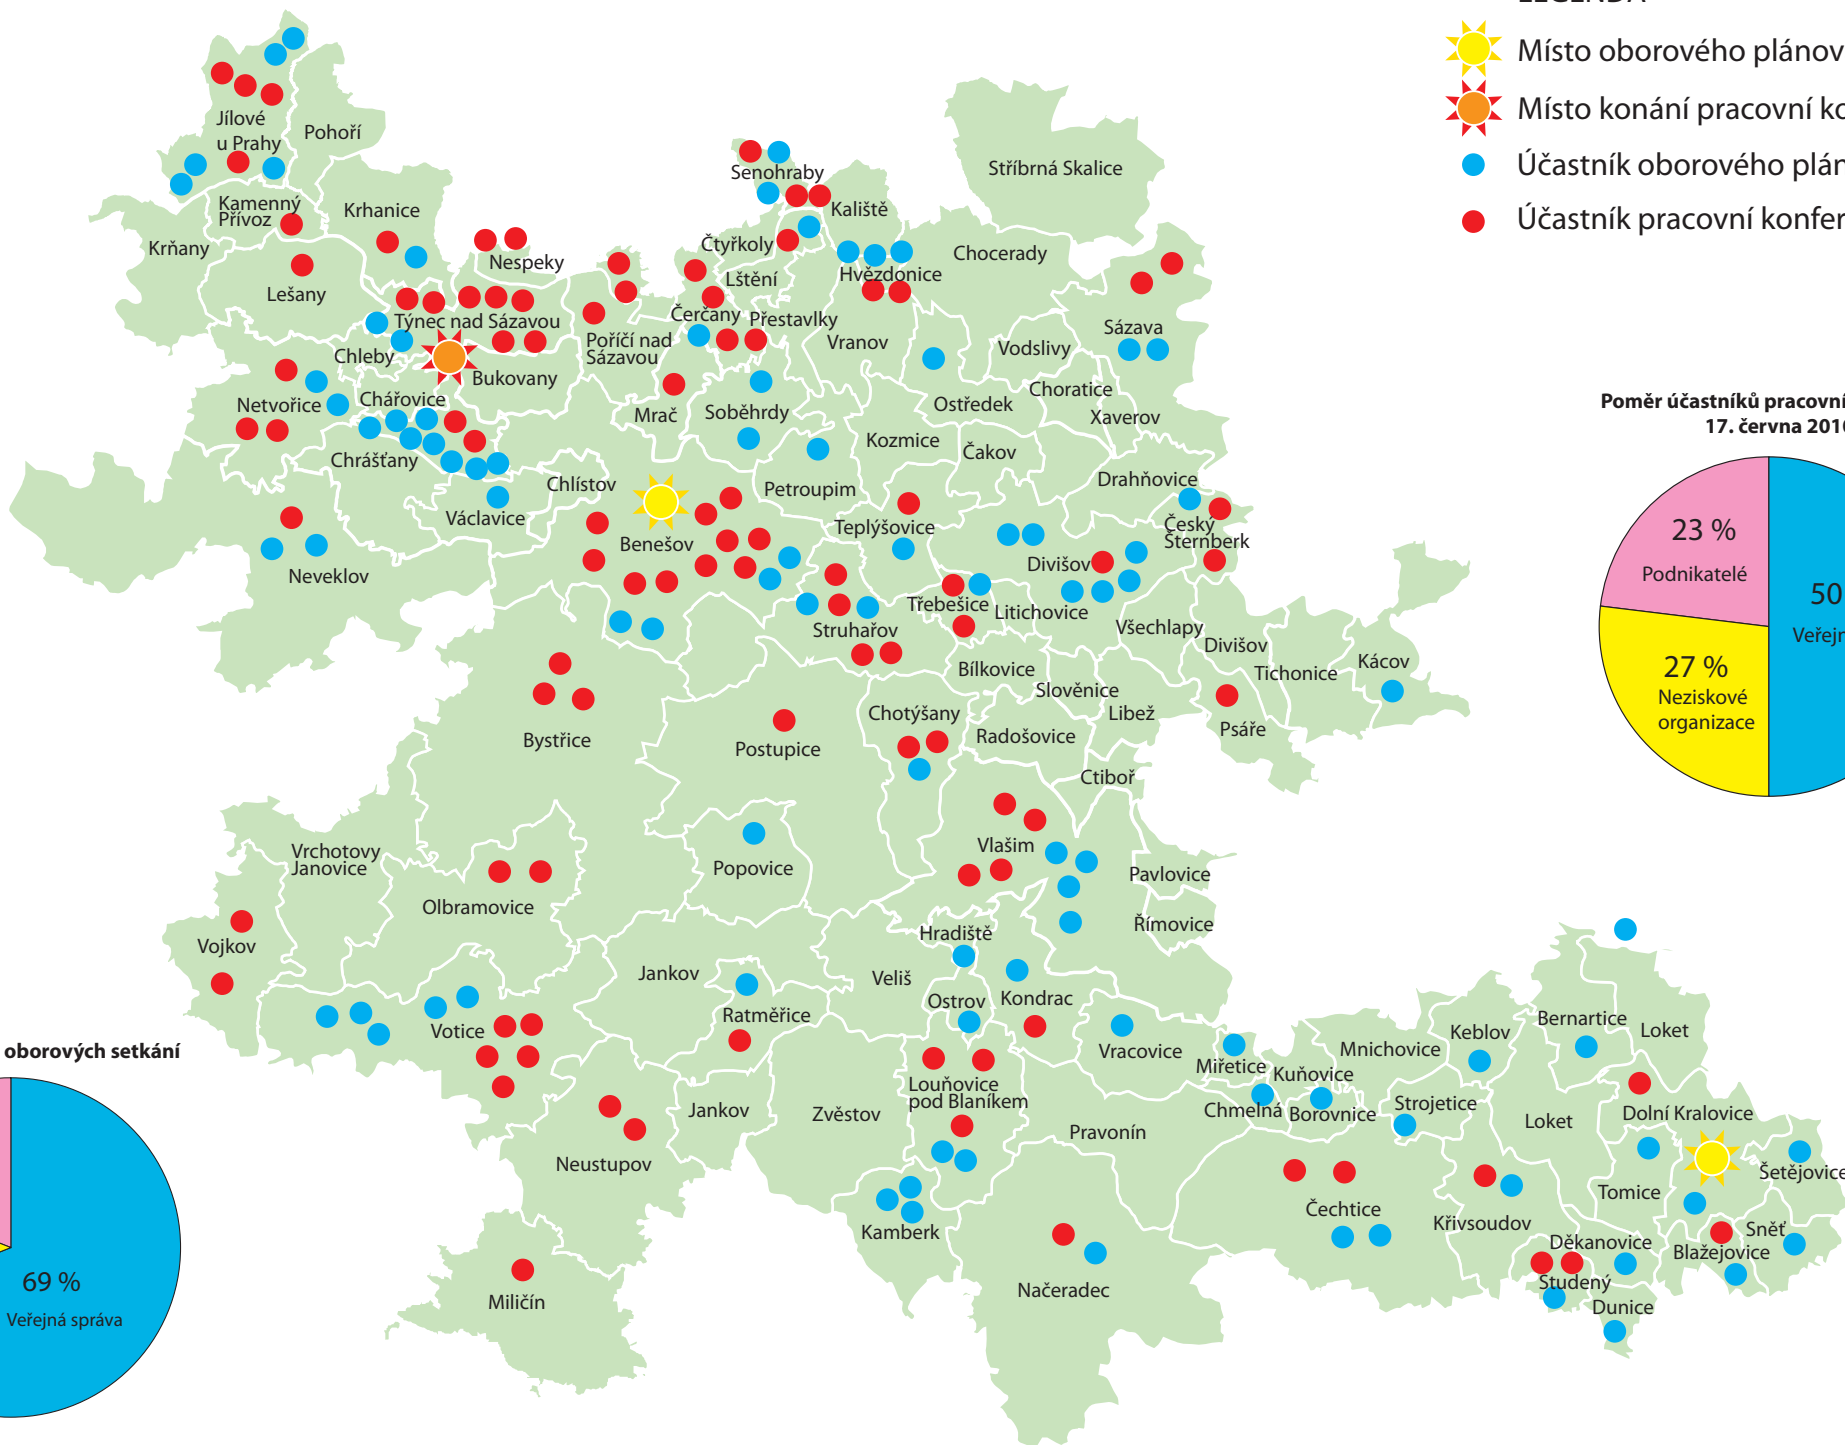 LEGENDA
Místo oborového plánov
Místo konání pracovní ko
Účastník oborového plán
Účastník pracovní konfer
Jílové
u Prahy
Pohoří
Kamenný
Přívoz
Krhanice
Krňany
Lešany
Nespeky
Senohraby
Kaliště
Stříbrná Skalice
Čtyřkoly
Lštění
Hvězdonice
Chocerady
Týnec nad Sázavou
Chleby
Bukovany
Poříčí nad
Sázavou
Čerčany
Přestavlky
Vranov
Vodslivy
Sázava
Netvořice
Chářovice
Mrač
Soběhrdy
Ostředek
Choratice
Xaverov
Chrášťany
Kozmice
Čakov
Chlístov
Petroupim
Drahňovice
Václavice
Teplýšovice
Český
Šternberk
Benešov
Divišov
Neveklov
Třebešice
Litichovice
Struhařov
Všechlapy
Divišov
Bílkovice
Tichonice
Kácov
Slověnice
Libež
Psáře
Chotýšany
Radošovice
Bystřice
Postupice
Ctiboř
Vlašim
Vrchotovy
Janovice
Popovice
Pavlovice
Olbramovice
Římovice
Vojkov
Hradiště
Jankov
Veliš
Ostrov
Kondrac
Votice
Ratměřice
Vracovice
Miřetice
Kuňovice
Mnichovice
Keblov
Bernartice
Loket
Louňovice
pod Blaníkem
Chmelná
Borovnice
Strojetice
Jankov
Zvěstov
Pravonín
Loket
Dolní Kralovice
Neustupov
Tomice
Šetějovice
Čechtice
Křivsoudov
Kamberk
Děkanovice
Blažejovice
Sněť
Studený
Dunice
Miličín
Načeradec
Poměr účastníků pracovní
17. června 2016
23 %
Podnikatelé
27 %
Neziskové
organizace
50
Veřejn
oborových setkání
69 %
Veřejná správa